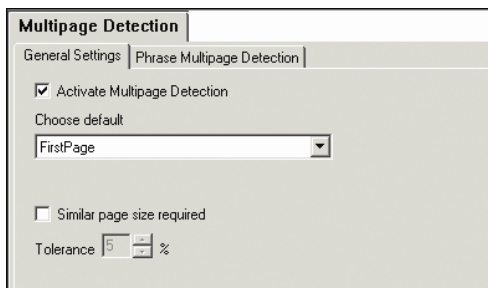 Multipage Detection
General Settings Phrase Multipage Detection
Activate Multipage Detection
Choose default
FirstPage
Similar page size required
Tolerance 5 %